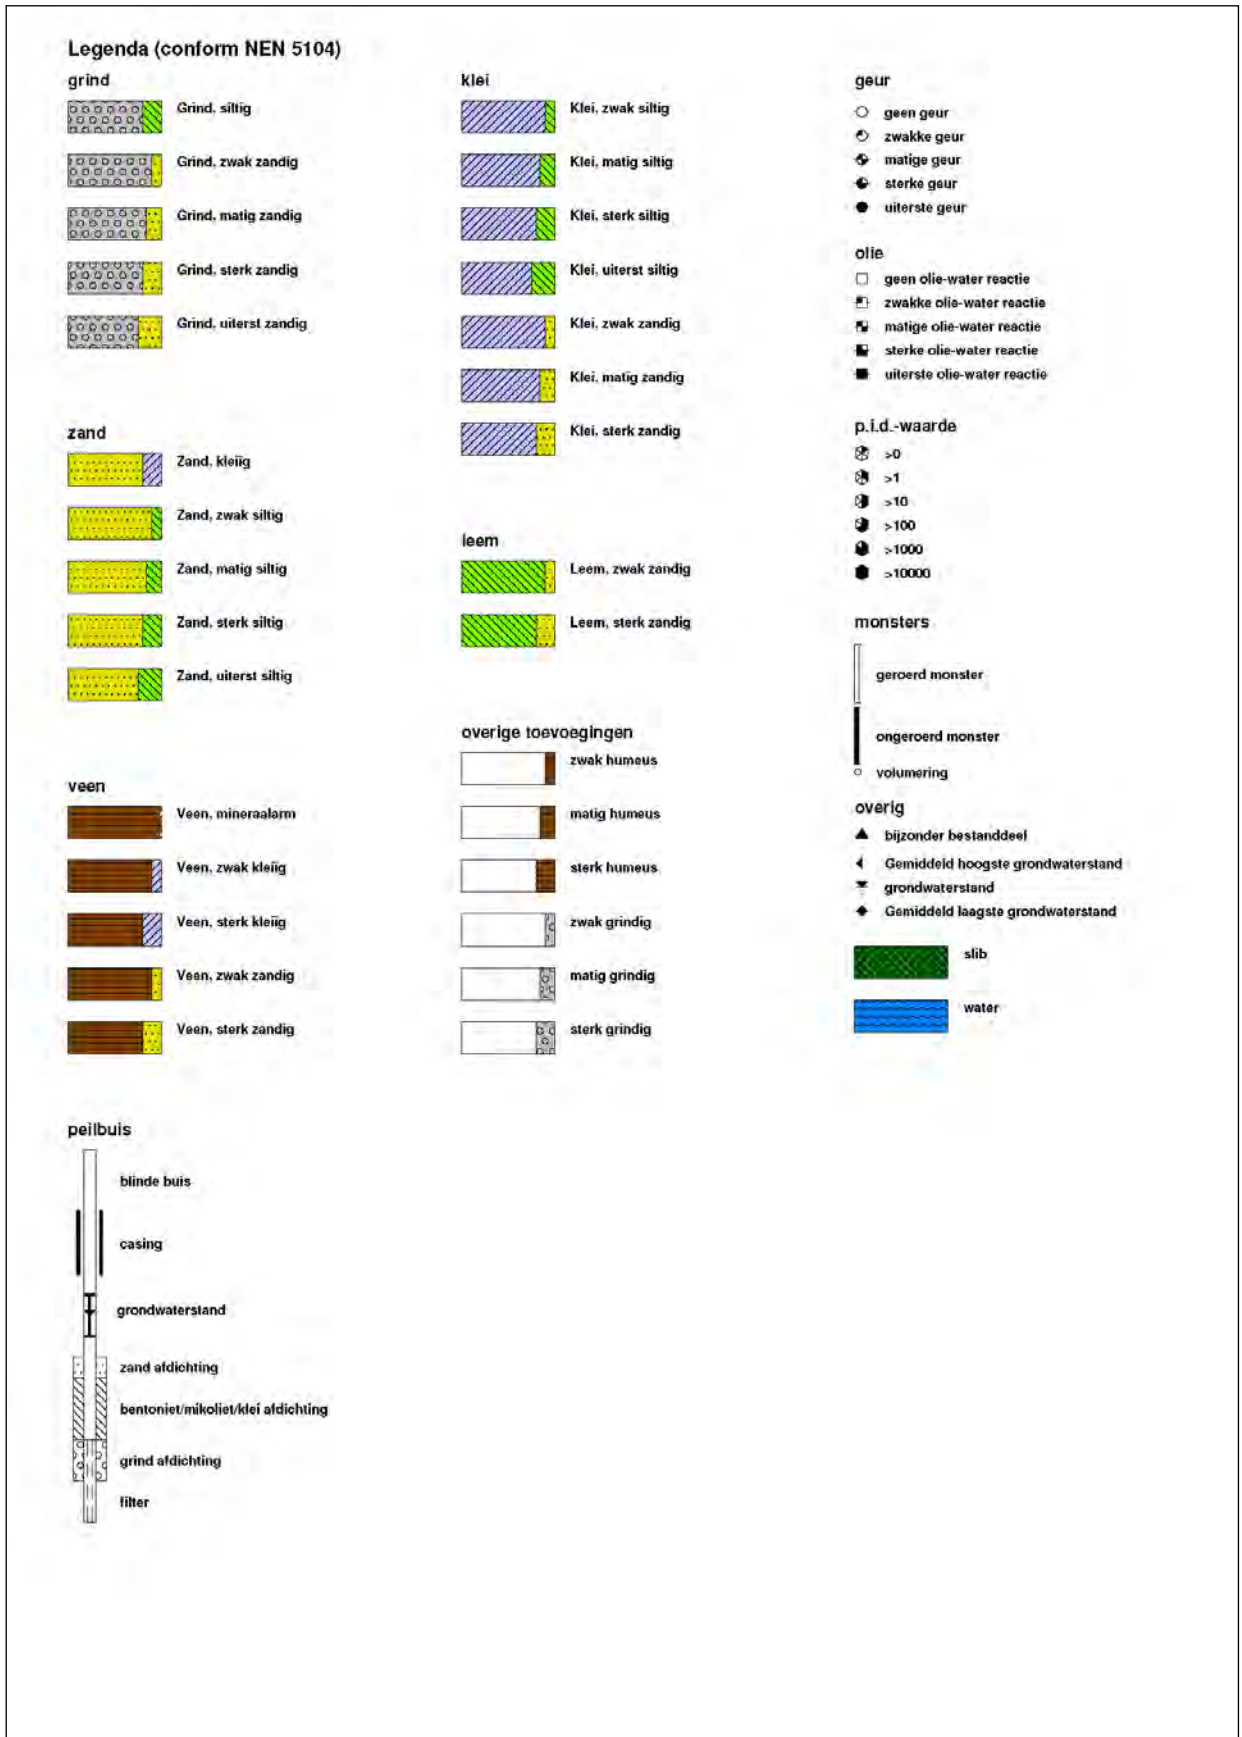 Legenda (conform NEN 5104)
grind
Grind, siltig
Grind, zwak zandig
Grind, matig zandig
Grind, sterk zandig
Grind, uiterst zandig
zand
Zand, kleiïg
Zand, zwak siltig
Zand, matig siltig
Zand, sterk siltig
Zand, uiterst siltig
veen
Veen, mineraalarm
Veen, zwak kleiïg
Veen, sterk kleiïg
Veen, zwak zandig
Veen, sterk zandig
peilbuis
blinde buis
casing
grondwaterstand
zand afdichting
bentoniet/mikoliet/klei afdichting
grind afdichting
filter
klei
Klei, zwak siltig
Klei, matig siltig
Klei, sterk siltig
Klei, uiterst siltig
Klei, zwak zandig
Klei, matig zandig
Klei, sterk zandig
leem
Leem, zwak zandig
Leem, sterk zandig
overige toevoegingen
zwak humeus
matig humeus
sterk humeus
zwak grindig
matig grindig
sterk grindig
geur
geen geur
zwakke geur
matige geur
sterke geur
uiterste geur
olie
geen olie-water reactie
zwakke olie-water reactie
matige olie-water reactie
sterke olie-water reactie
uiterste olie-water reactie
p.i.d.-waarde
>0
>1
>10
>100
>1000
>10000
monsters
geroerd monster
ongeroerd monster
volumering
overig
bijzonder bestanddeel
Gemiddeld hoogste grondwaterstand
grondwaterstand
Gemiddeld laagste grondwaterstand
slib
water